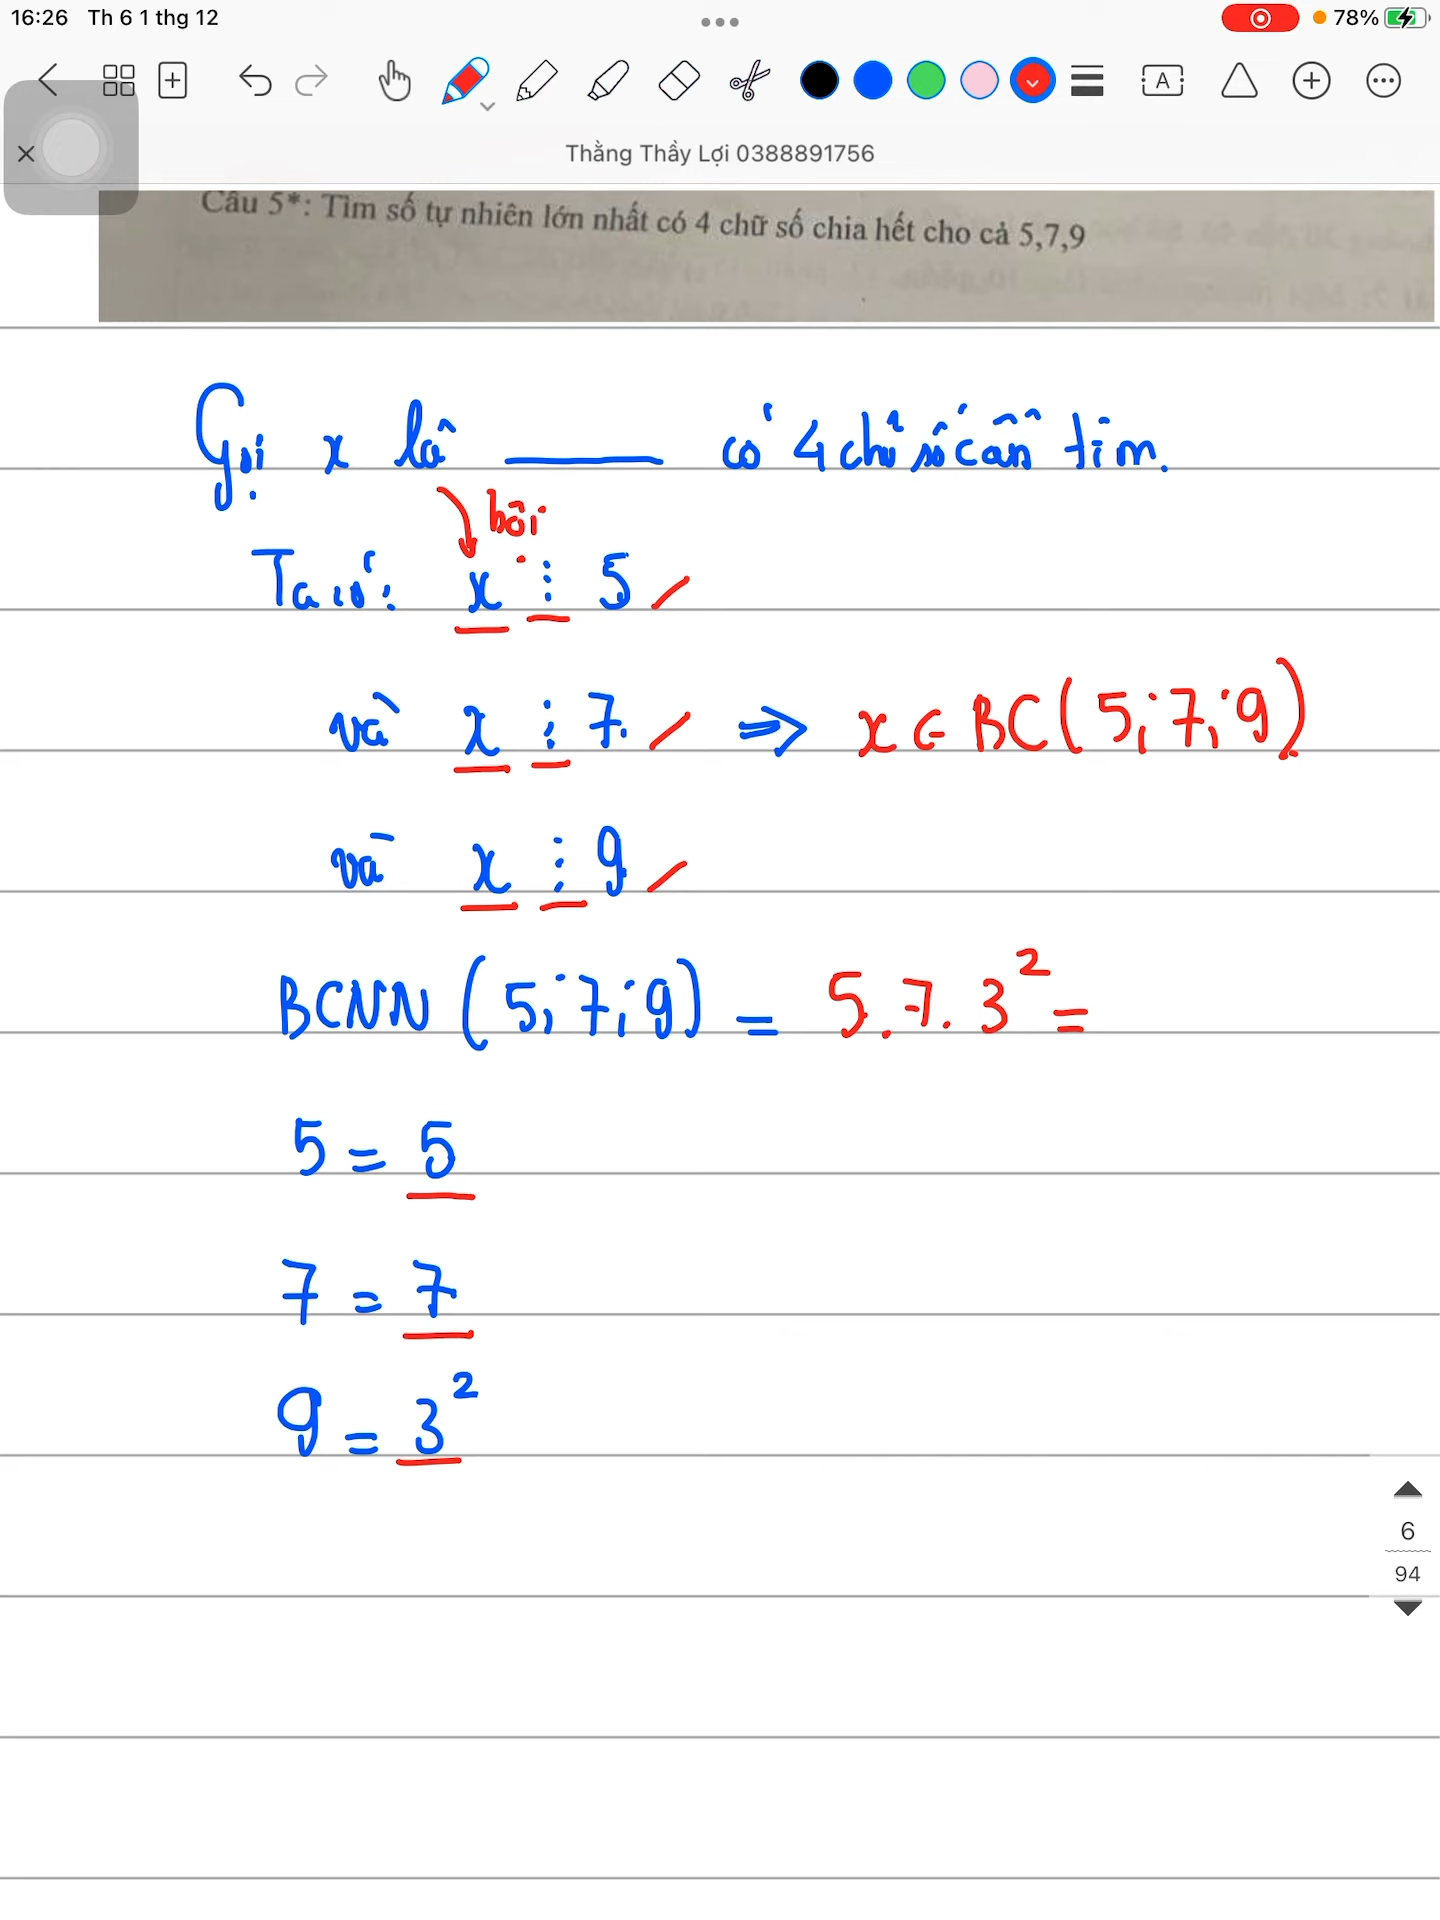 16:26 Th 6 1 thg 12
78%
A
Thằng Thầy Lợi 0388891756
Câu 5*: Tìm số tự nhiên lớn nhất có 4 chữ số chia hết cho cả 5,7,9
Gọi x là ______ có 4 chữ số cần tìm.
bội
Ta có: x ⋮ 5
và x ⋮ 7 ⇒ x ∈ BC(5;7;9)
và x ⋮ 9
BCNN (5;7;9) = 5.7.3² =
5 = 5
7 = 7
9 = 3²
6
94